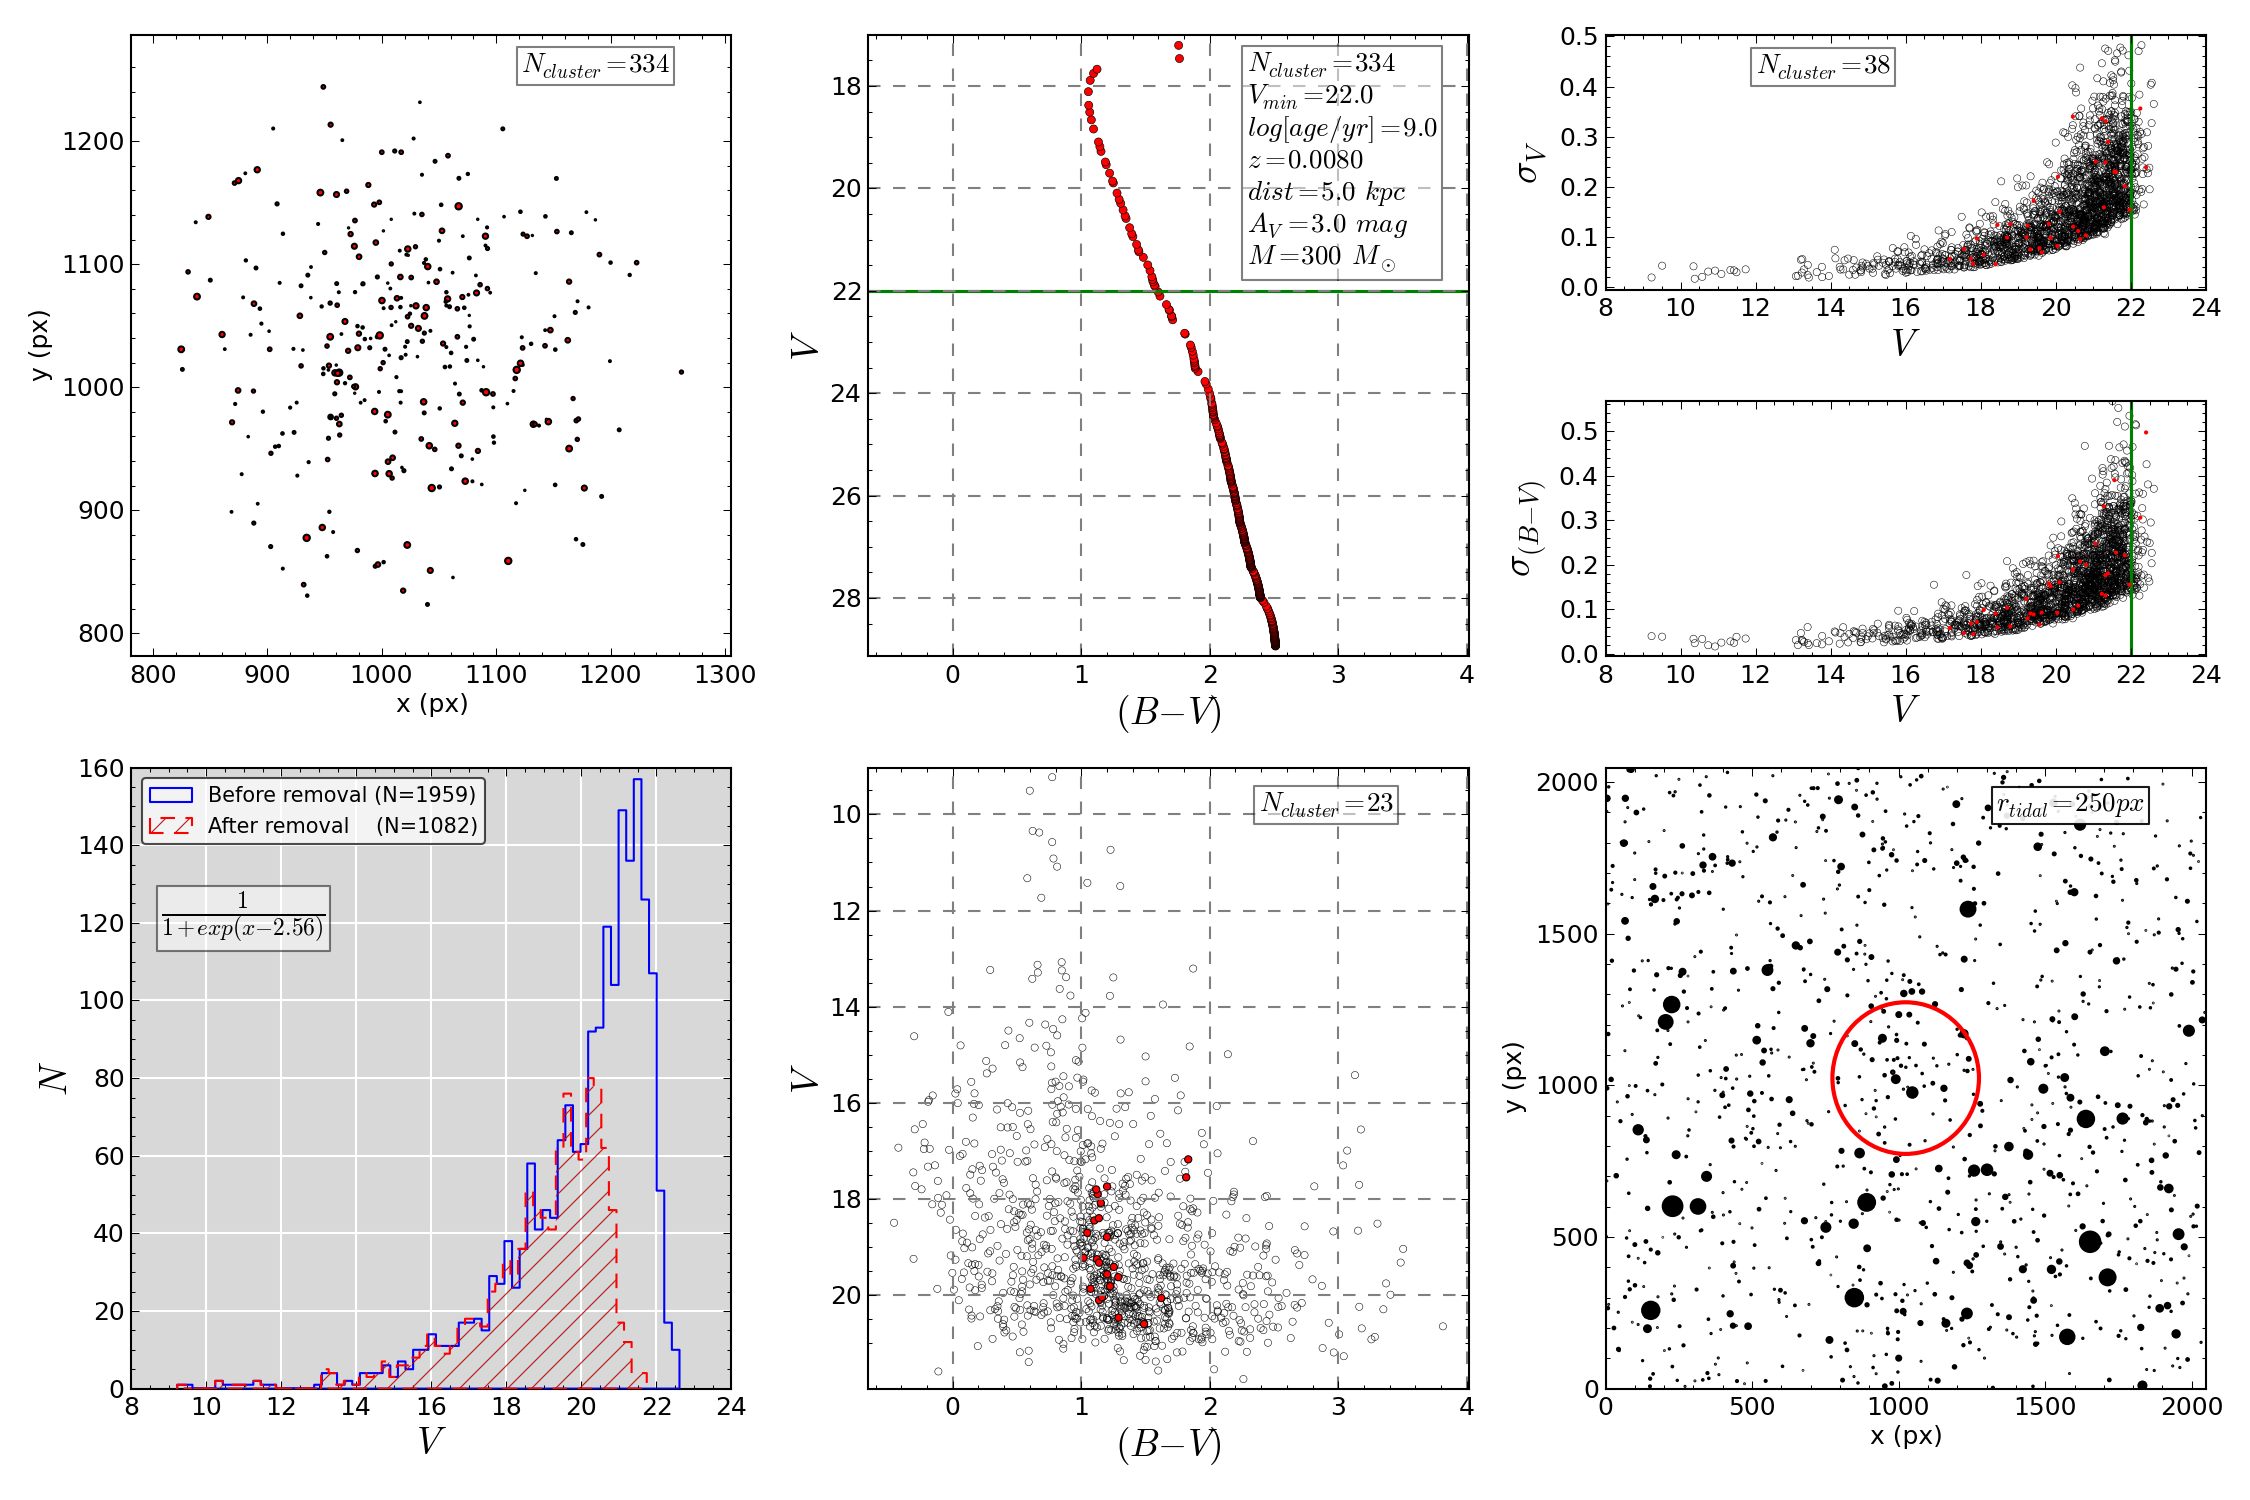 N_cluster=334
y (px)
1200
1100
1000
900
800
800 900 1000 1100 1200 1300
x (px)
N_cluster=334
V_min=22.0
log[age/yr]=9.0
z=0.0080
dist=5.0 kpc
A_V=3.0 mag
M=300 M_⊙
V
18
20
22
24
26
28
0 1 2 3 4
(B−V)
N_cluster=38
σ_V
0.5
0.4
0.3
0.2
0.1
0.0
8 10 12 14 16 18 20 22 24
V
σ_(B−V)
0.5
0.4
0.3
0.2
0.1
0.0
8 10 12 14 16 18 20 22 24
V
Before removal (N=1959)
After removal (N=1082)
1
1+exp(x−2.56)
N
160
140
120
100
80
60
40
20
0
8 10 12 14 16 18 20 22 24
V
N_cluster=23
V
10
12
14
16
18
20
0 1 2 3 4
(B−V)
r_tidal=250px
y (px)
2000
1500
1000
500
0
0 500 1000 1500 2000
x (px)